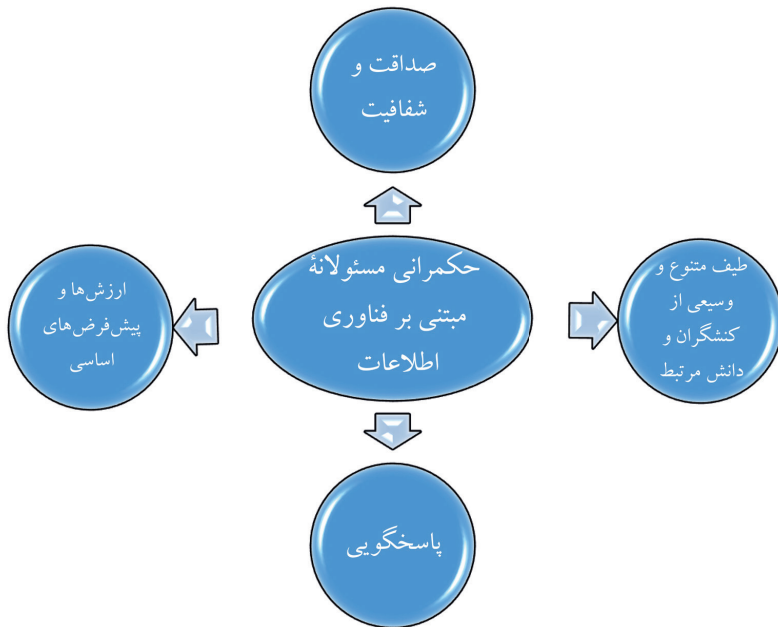 صداقت و
شفافیت
حکمرانی مسئولانهٔ
مبتنی بر فناوری
اطلاعات
طیف متنوع و
وسیعی از
کنشگران و
دانش مرتبط
ارزش‌ها و
پیش‌فرض‌های
اساسی
پاسخگویی